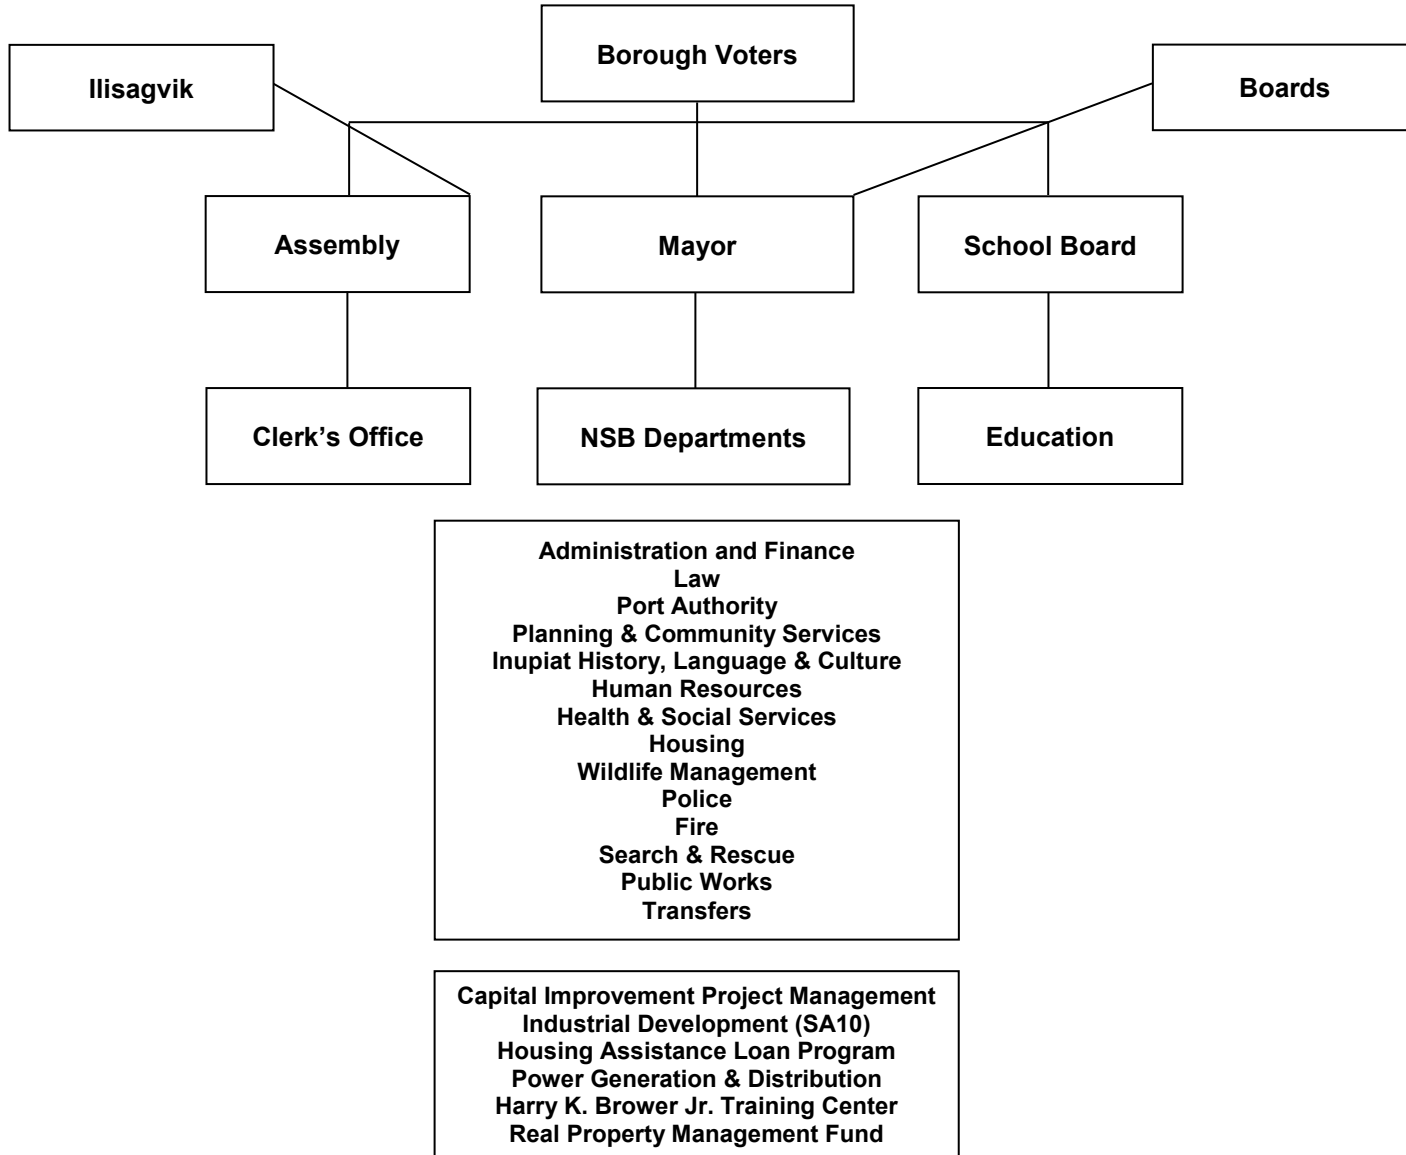 Borough Voters
Ilisagvik
Boards
Assembly
Mayor
School Board
Clerk’s Office
NSB Departments
Education
Administration and Finance
Law
Port Authority
Planning & Community Services
Inupiat History, Language & Culture
Human Resources
Health & Social Services
Housing
Wildlife Management
Police
Fire
Search & Rescue
Public Works
Transfers
Capital Improvement Project Management
Industrial Development (SA10)
Housing Assistance Loan Program
Power Generation & Distribution
Harry K. Brower Jr. Training Center
Real Property Management Fund